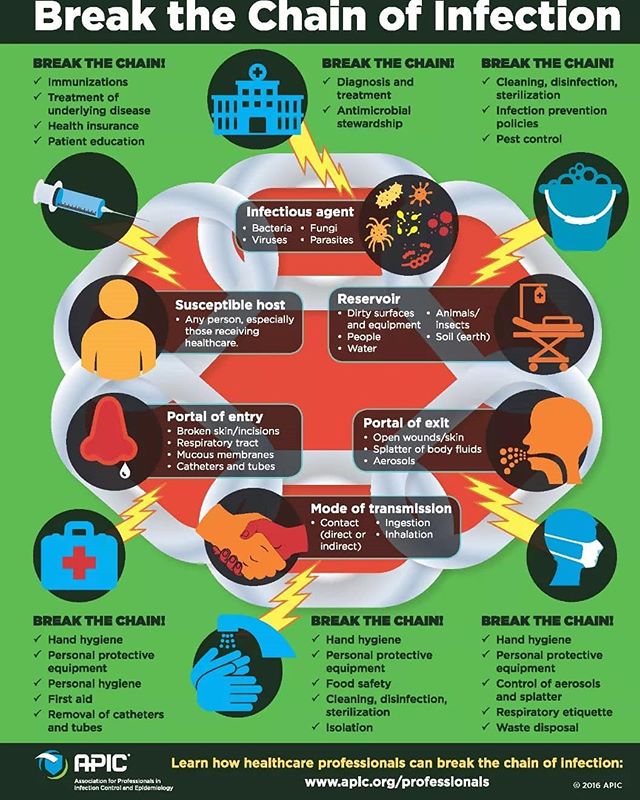 Break the Chain of Infection
BREAK THE CHAIN!
✓ Immunizations
✓ Treatment of
underlying disease
✓ Health insurance
✓ Patient education
BREAK THE CHAIN!
✓ Diagnosis and
treatment
✓ Antimicrobial
stewardship
BREAK THE CHAIN!
✓ Cleaning, disinfection,
sterilization
✓ Infection prevention
policies
✓ Pest control
Infectious agent
• Bacteria • Fungi
• Viruses • Parasites
Susceptible host
• Any person, especially
those receiving
healthcare.
Reservoir
• Dirty surfaces
and equipment
• People
• Water
• Animals/
insects
• Soil (earth)
Portal of entry
• Broken skin/incisions
• Respiratory tract
• Mucous membranes
• Catheters and tubes
Portal of exit
• Open wounds/skin
• Splatter of body fluids
• Aerosols
Mode of transmission
• Contact
(direct or
indirect)
• Ingestion
• Inhalation
BREAK THE CHAIN!
✓ Hand hygiene
✓ Personal protective
equipment
✓ Personal hygiene
✓ First aid
✓ Removal of catheters
and tubes
BREAK THE CHAIN!
✓ Hand hygiene
✓ Personal protective
equipment
✓ Food safety
✓ Cleaning, disinfection,
sterilization
✓ Isolation
BREAK THE CHAIN!
✓ Hand hygiene
✓ Personal protective
equipment
✓ Control of aerosols
and splatter
✓ Respiratory etiquette
✓ Waste disposal
APIC
Association for Professionals in
Infection Control and Epidemiology
Learn how healthcare professionals can break the chain of infection:
www.apic.org/professionals
© 2016 APIC